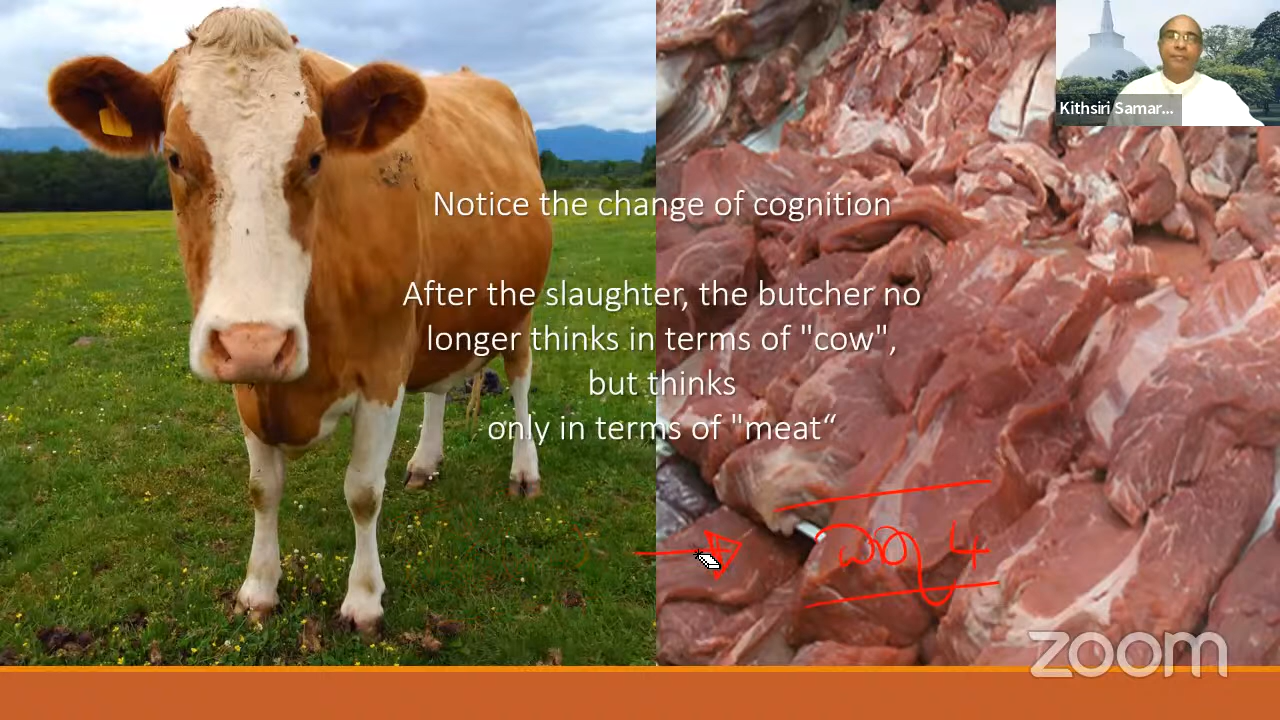 Kithsiri Samar...
Notice the change of cognition
After the slaughter, the butcher no
longer thinks in terms of "cow",
but thinks
only in terms of "meat“
4
zoom